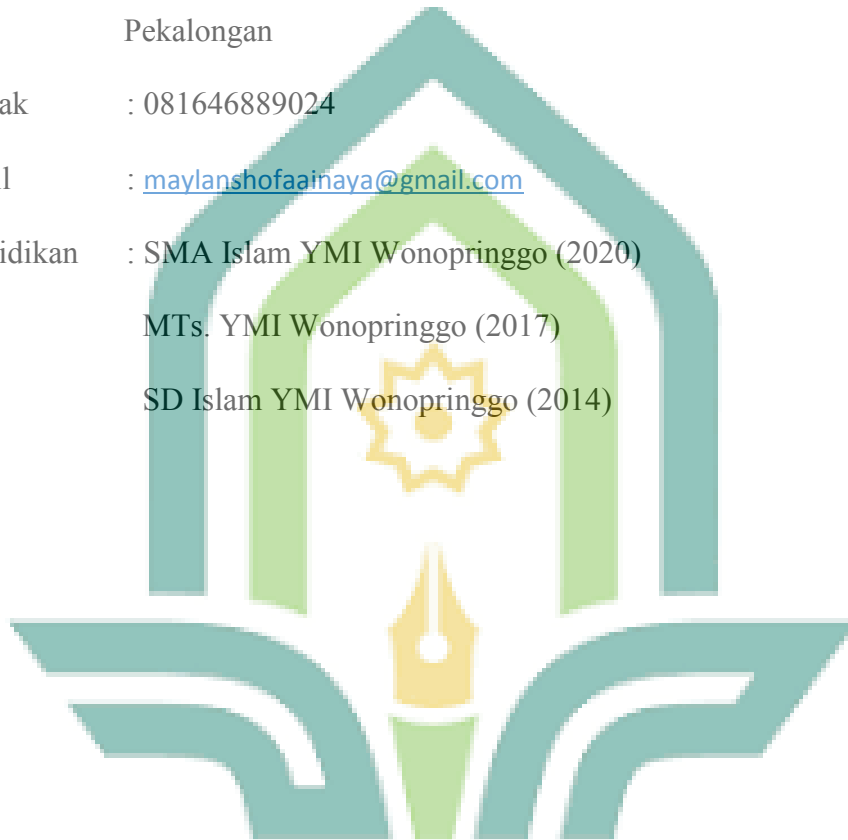 Pekalongan
ak : 081646889024
l : maylanshofaainaya@gmail.com
idikan : SMA Islam YMI Wonopringgo (2020)
MTs. YMI Wonopringgo (2017)
SD Islam YMI Wonopringgo (2014)